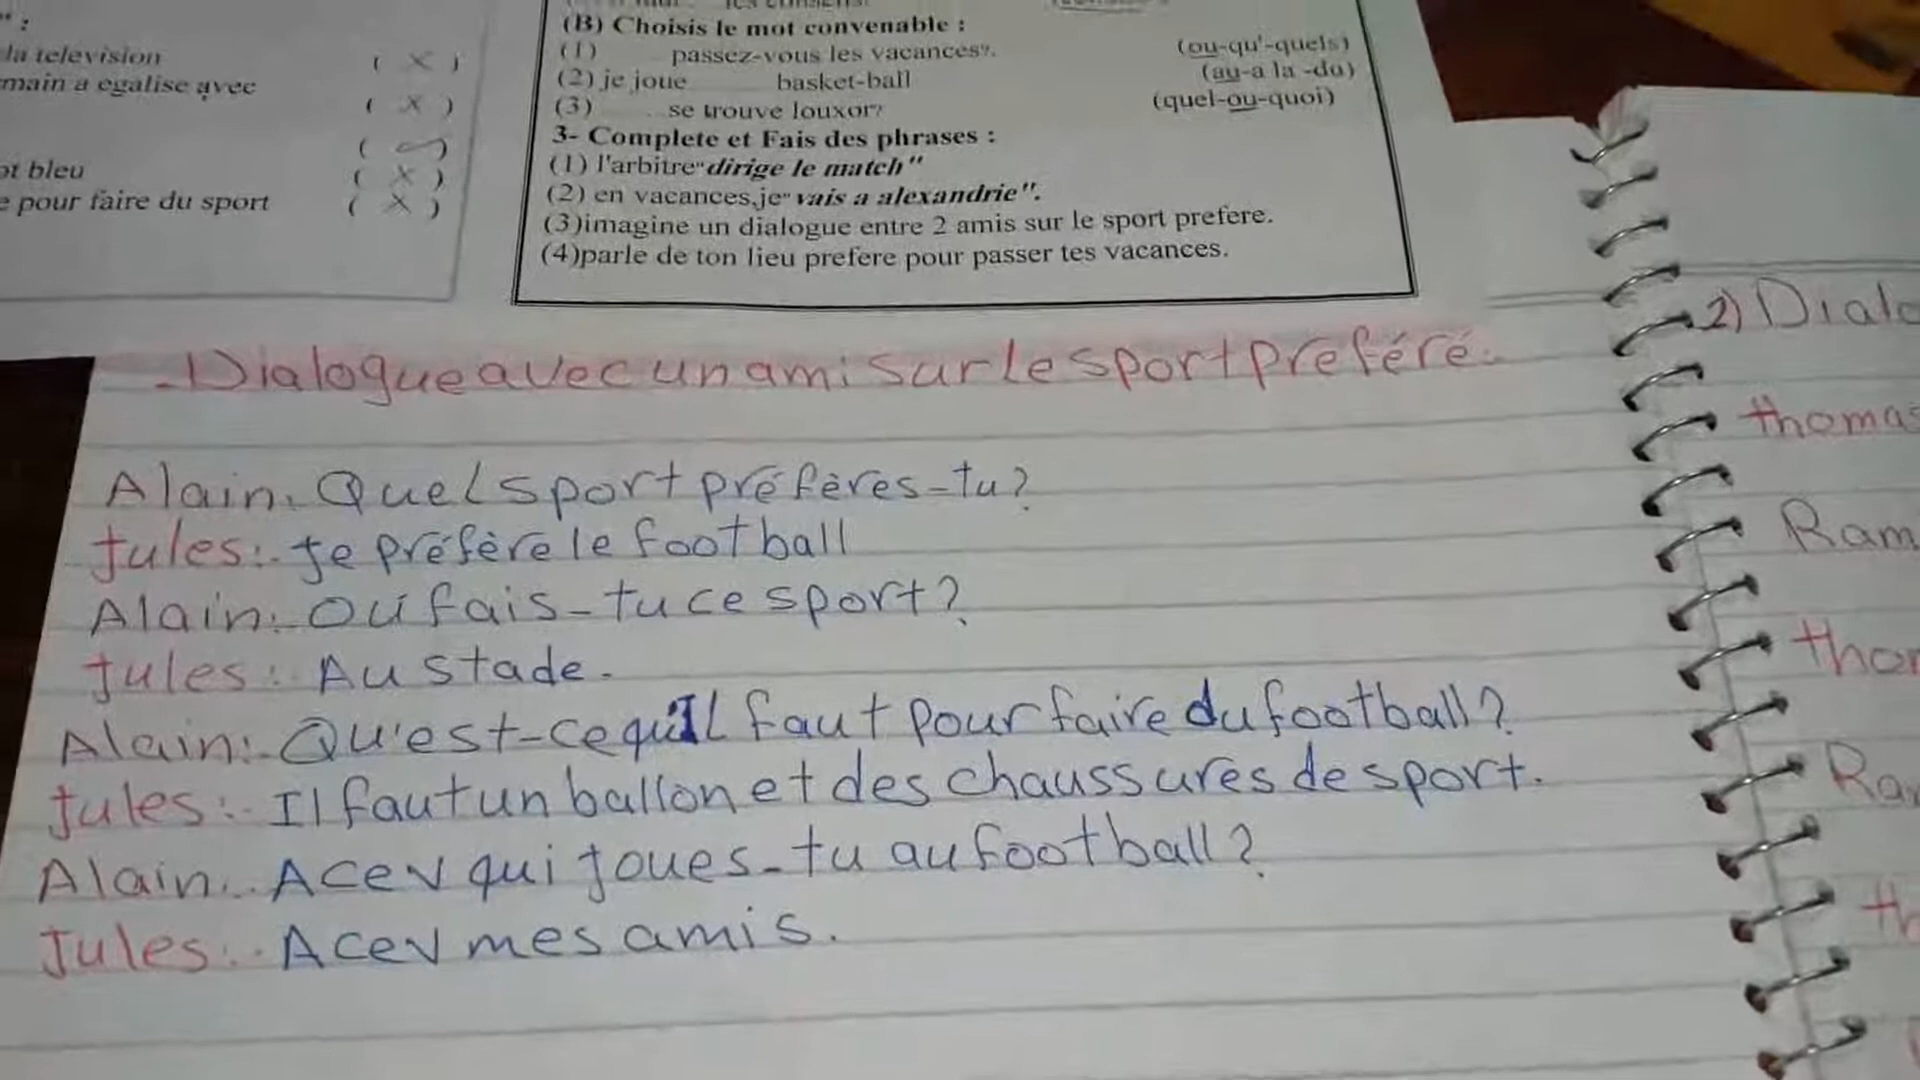 " :
la television ( X )
main a egalise avec ( X )
( )
ot bleu ( X )
e pour faire du sport ( X )
(B) Choisis le mot convenable :
(1) passez-vous les vacances?. (ou-qu'-quels)
(2) je joue basket-ball (au-a la -du)
(3) se trouve louxor? (quel-ou-quoi)
3- Complete et Fais des phrases :
(1) l'arbitre"dirige le match"
(2) en vacances,je"vais a alexandrie".
(3)imagine un dialogue entre 2 amis sur le sport prefere.
(4)parle de ton lieu prefere pour passer tes vacances.
-Dialogue avec un ami sur le sport préféré.
Alain: Quel sport préfères-tu?
Jules: Je préfère le football
Alain: Où fais-tu ce sport?
Jules: Au stade.
Alain: Qu'est-ce qu'il faut pour faire du football?
Jules: Il faut un ballon et des chaussures de sport.
Alain: Acev qui joues-tu au football?
Jules: Acev mes amis.
2) Dialo
thomas
Ram
thom
Ra
th